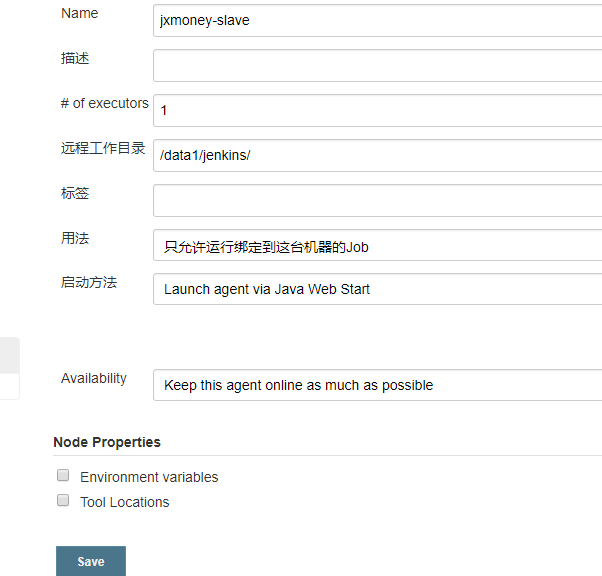 Name jxmoney-slave
描述
# of executors 1
远程工作目录 /data1/jenkins/
标签
用法 只允许运行绑定到这台机器的Job
启动方法 Launch agent via Java Web Start
Availability Keep this agent online as much as possible
Node Properties
Environment variables
Tool Locations
Save